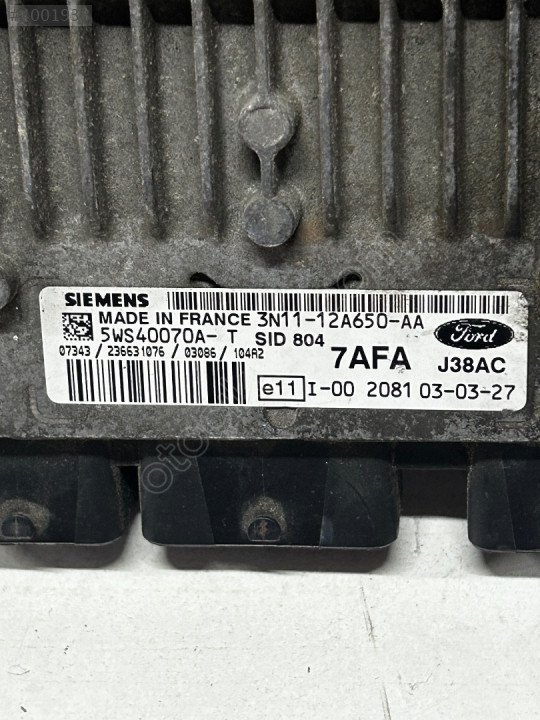 SIEMENS
MADE IN FRANCE 3N11-12A650-AA
5WS40070A-T SID 804
07343 / 236631076 / 03086 / 104A2
7AFA
Ford
J38AC
e11 I-00 2081 03-03-27